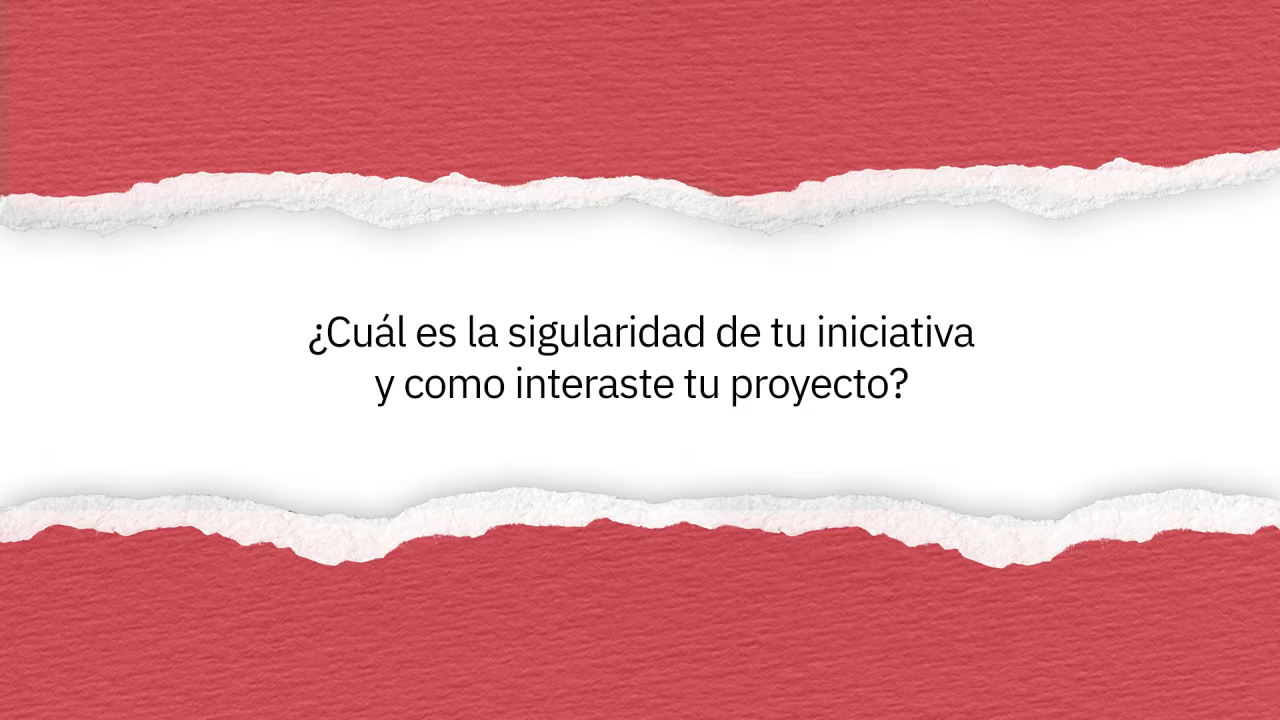 ¿Cuál es la sigularidad de tu iniciativa
y como interaste tu proyecto?